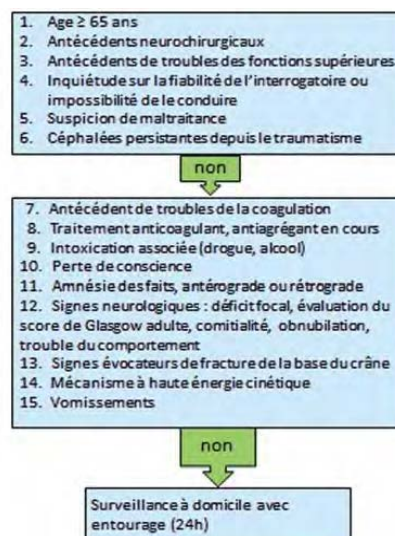 1. Age ≥ 65 ans
2. Antécédents neurochirurgicaux
3. Antécédents de troubles des fonctions supérieures
4. Inquiétude sur la fiabilité de l'interrogatoire ou
impossibilité de le conduire
5. Suspicion de maltraitance
6. Céphalées persistantes depuis le traumatisme
non
7. Antécédent de troubles de la coagulation
8. Traitement anticoagulant, antiagrégant en cours
9. Intoxication associée (drogue, alcool)
10. Perte de conscience
11. Amnésie des faits, antérograde ou rétrograde
12. Signes neurologiques : déficit focal, évaluation du
score de Glasgow adulte, comitialité, obnubilation,
trouble du comportement
13. Signes évocateurs de fracture de la base du crâne
14. Mécanisme à haute énergie cinétique
15. Vomissements
non
Surveillance à domicile avec
entourage (24h)